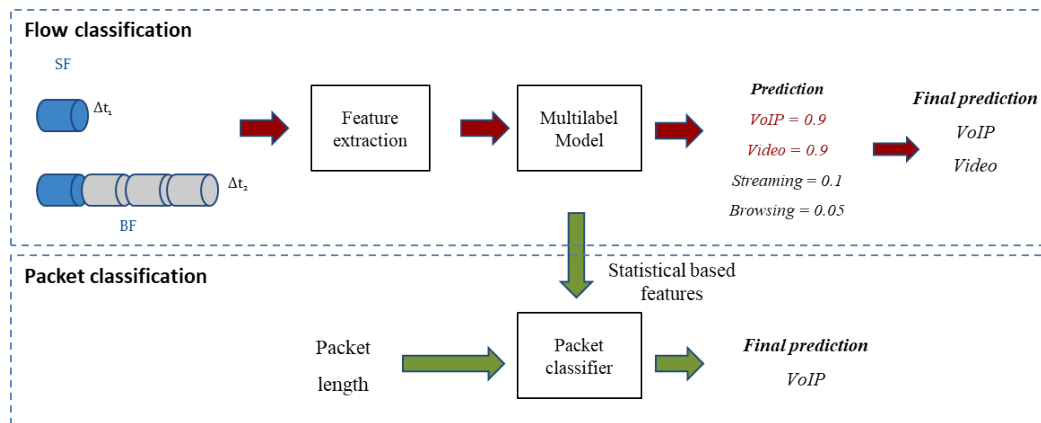 Flow classification
SF
Δt₁
Δt₂
BF
Feature
extraction
Multilabel
Model
Prediction
VoIP = 0.9
Video = 0.9
Streaming = 0.1
Browsing = 0.05
Final prediction
VoIP
Video
Packet classification
Statistical based
features
Packet
length
Packet
classifier
Final prediction
VoIP